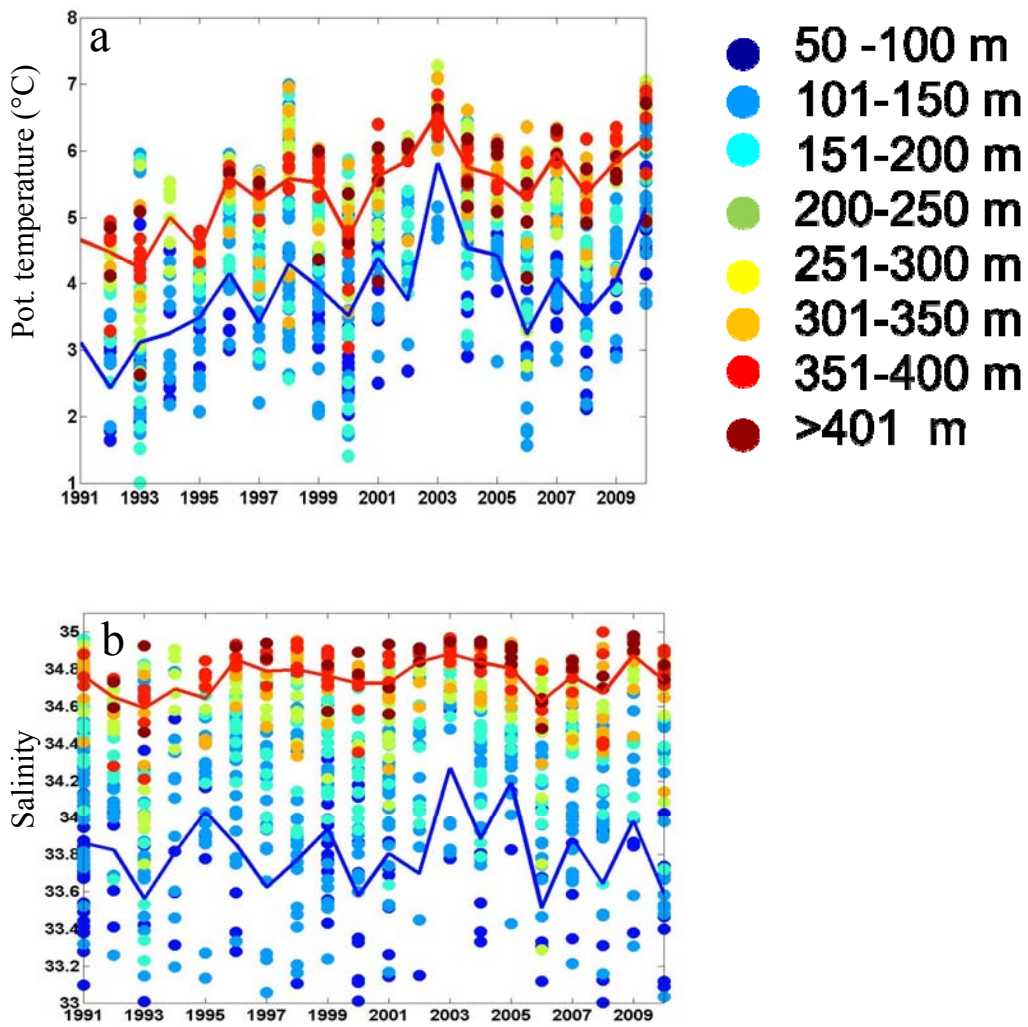 a
Pot. temperature (°C)
8
7
6
5
4
3
2
1
1991 1993 1995 1997 1999 2001 2003 2005 2007 2009
50 -100 m
101-150 m
151-200 m
200-250 m
251-300 m
301-350 m
351-400 m
>401 m
b
Salinity
35
34.8
34.6
34.4
34.2
34
33.8
33.6
33.4
33.2
33
1991 1993 1995 1997 1999 2001 2003 2005 2007 2009